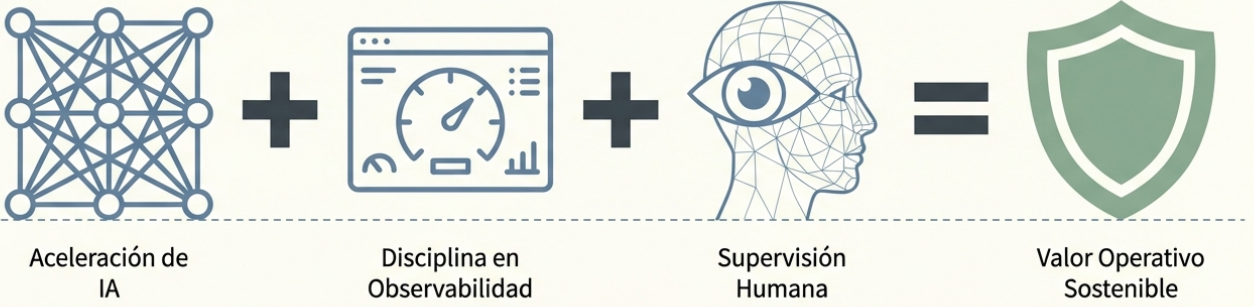 Aceleración de
IA
Disciplina en
Observabilidad
Supervisión
Humana
Valor Operativo
Sostenible